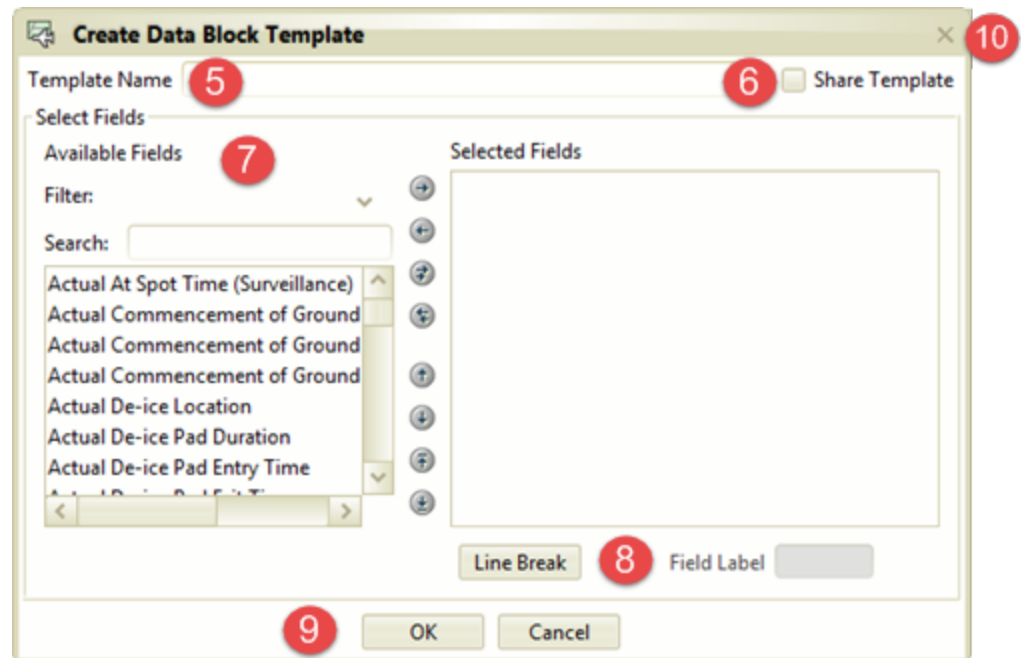 Create Data Block Template
10
Template Name 5 6 Share Template
Select Fields
Available Fields 7 Selected Fields
Filter:
Search:
Actual At Spot Time (Surveillance)
Actual Commencement of Ground
Actual Commencement of Ground
Actual Commencement of Ground
Actual De-ice Location
Actual De-ice Pad Duration
Actual De-ice Pad Entry Time
Line Break 8 Field Label
9 OK Cancel